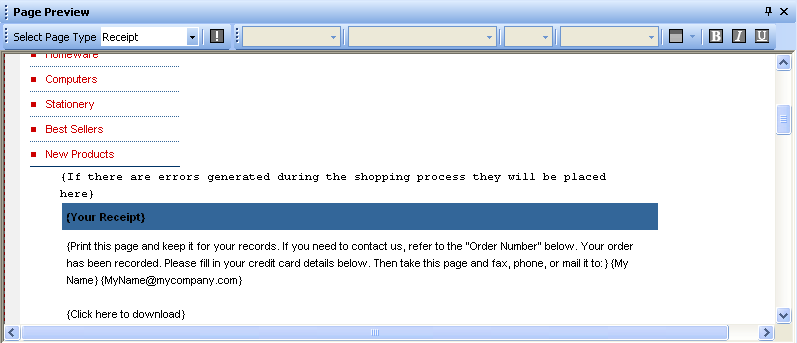 Page Preview
Select Page Type Receipt B I U
Homeware
Computers
Stationery
Best Sellers
New Products
{If there are errors generated during the shopping process they will be placed
here}
{Your Receipt}
{Print this page and keep it for your records. If you need to contact us, refer to the "Order Number" below. Your order
has been recorded. Please fill in your credit card details below. Then take this page and fax, phone, or mail it to:} {My
Name} {MyName@mycompany.com}
{Click here to download}